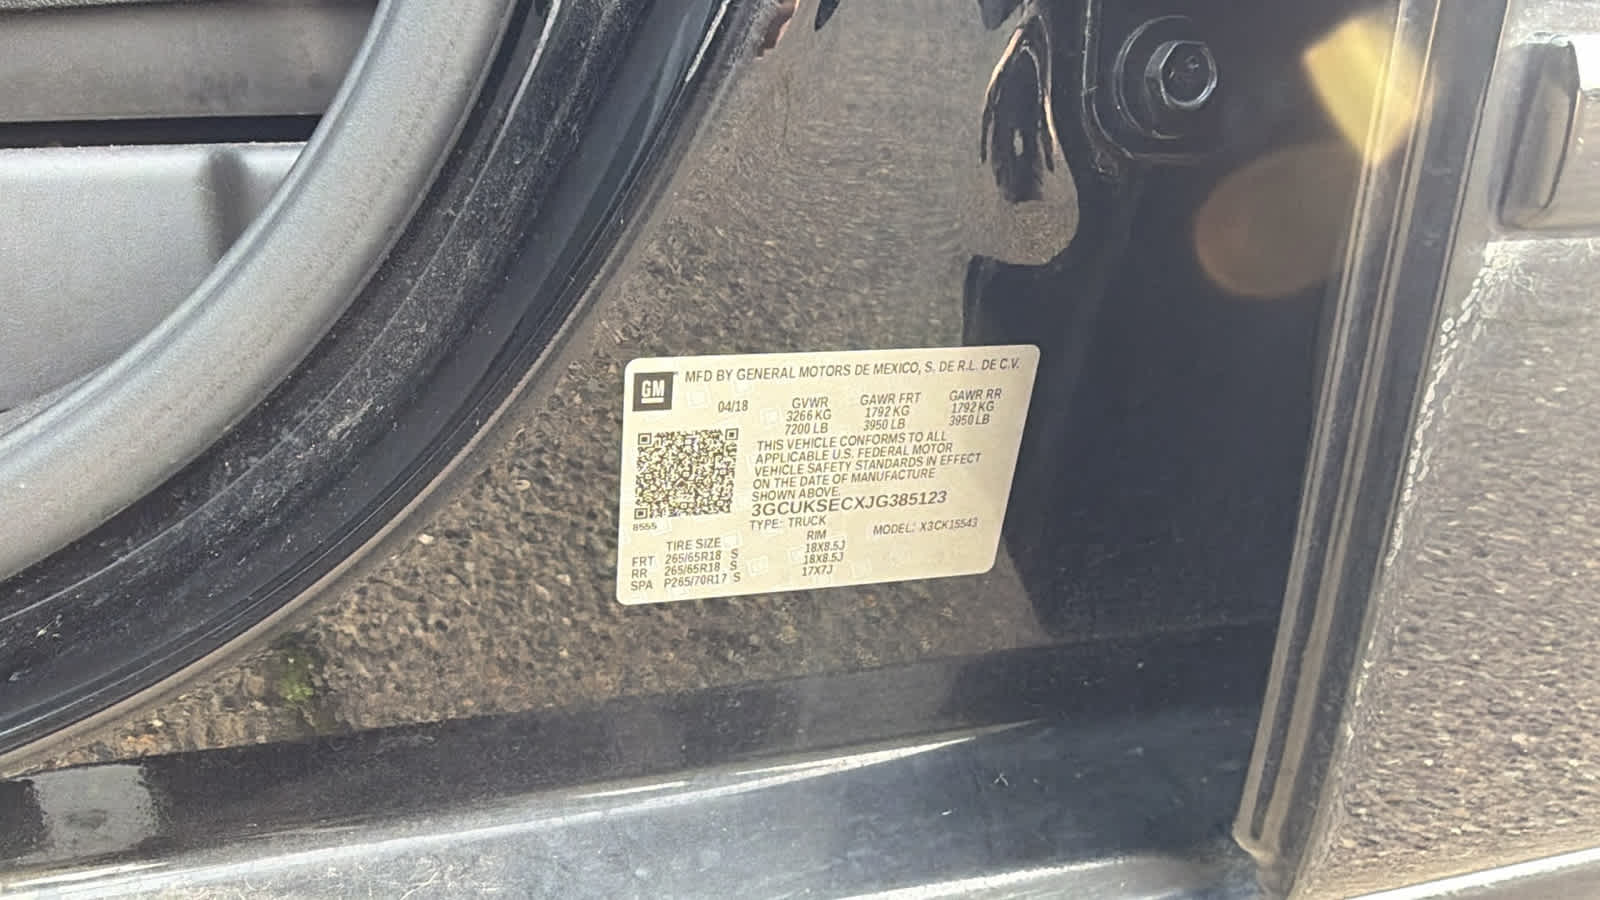 GM MFD BY GENERAL MOTORS DE MEXICO, S. DE R.L. DE C.V.
04/18 GVWR GAWR FRT GAWR RR
3266 KG 1792 KG 1792 KG
7200 LB 3950 LB 3950 LB
THIS VEHICLE CONFORMS TO ALL
APPLICABLE U.S. FEDERAL MOTOR
VEHICLE SAFETY STANDARDS IN EFFECT
ON THE DATE OF MANUFACTURE
SHOWN ABOVE.
3GCUKSECXJG385123
8555 TYPE: TRUCK MODEL: X3CK15543
TIRE SIZE RIM
FRT 265/65R18 S 18X8.5J
RR 265/65R18 S 18X8.5J
SPA P265/70R17 S 17X7J